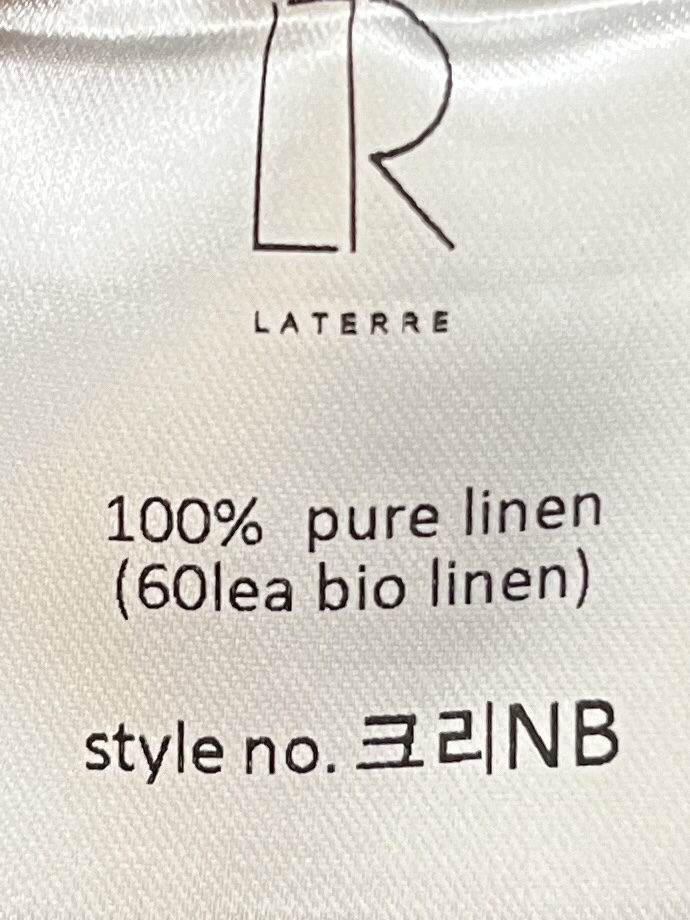 LR
LATERRE
100% pure linen
(60lea bio linen)
style no. 크리NB